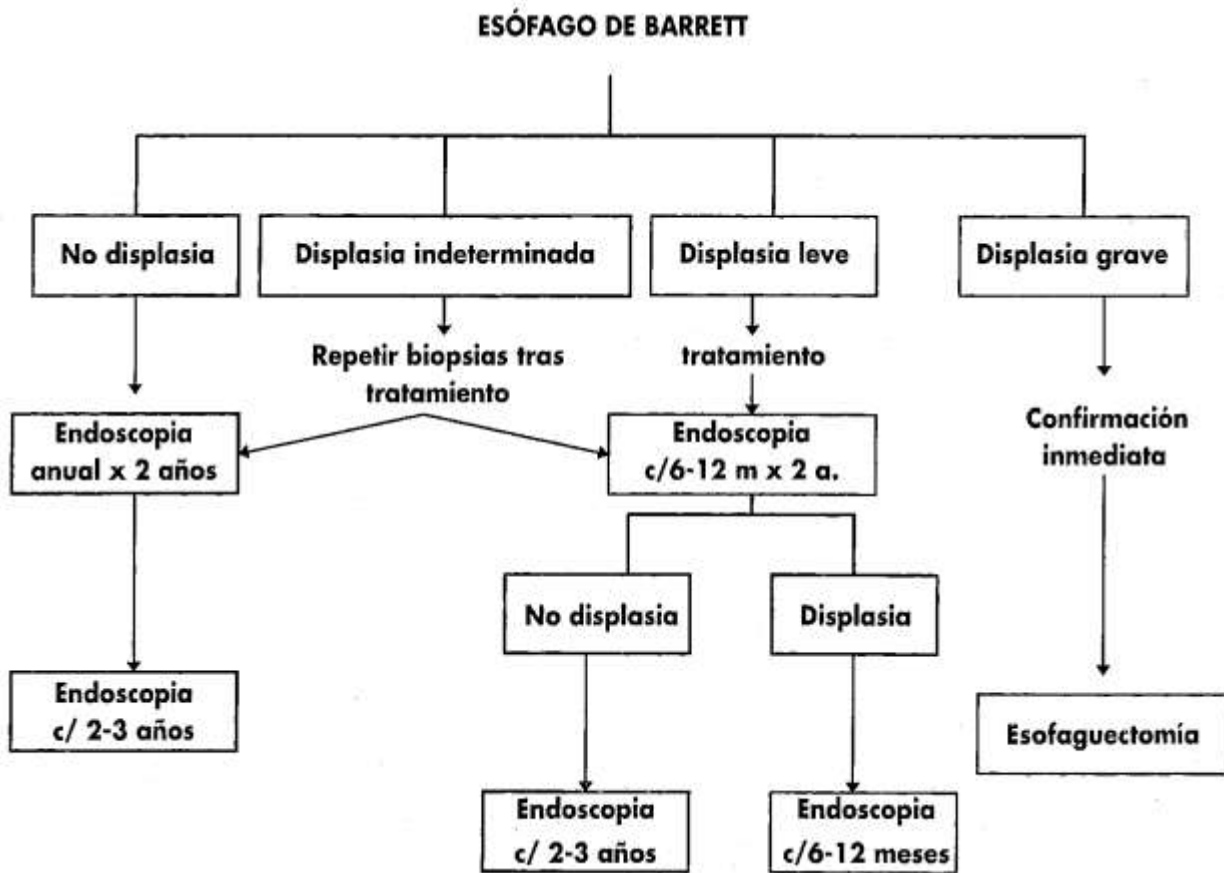 ESÓFAGO DE BARRETT
No displasia
Displasia indeterminada
Displasia leve
Displasia grave
Repetir biopsias tras
tratamiento
tratamiento
Endoscopia
anual x 2 años
Endoscopia
c/6-12 m x 2 a.
Confirmación
inmediata
No displasia
Displasia
Endoscopia
c/ 2-3 años
Esofaguectomía
Endoscopia
c/ 2-3 años
Endoscopia
c/6-12 meses